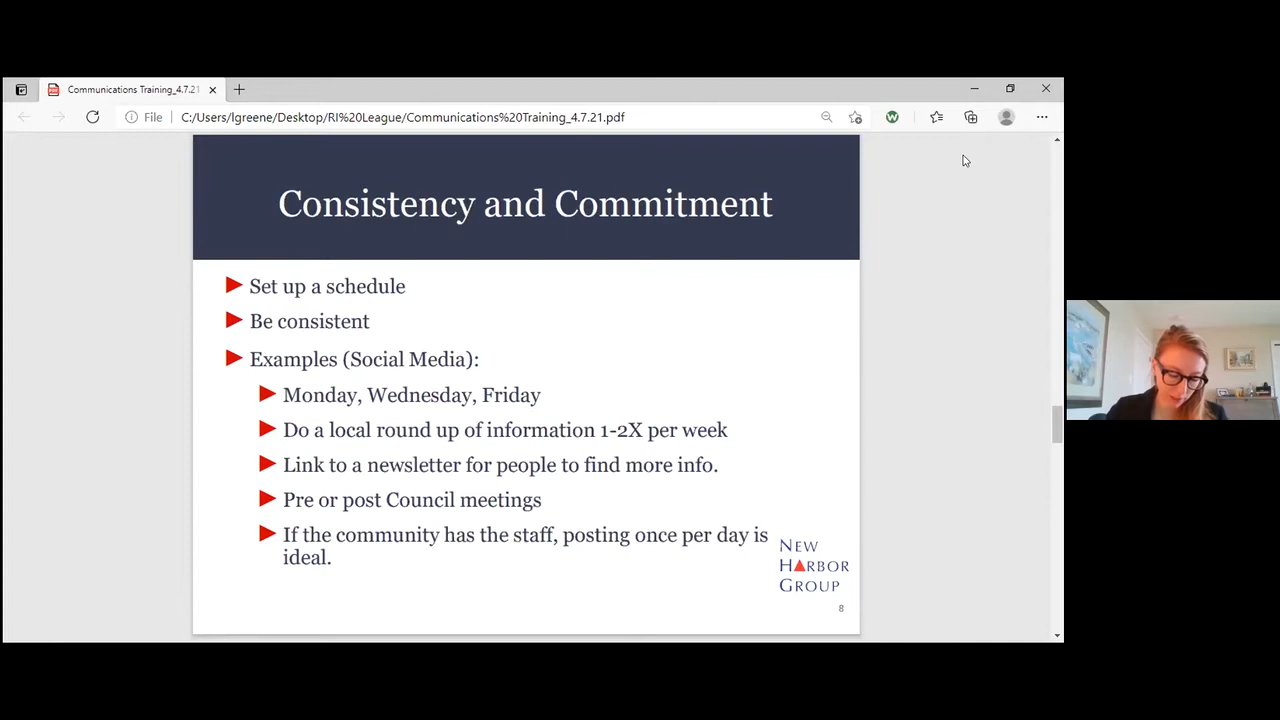 Communications Training_4.7.21
File
C:/Users/lgreene/Desktop/RI%20League/Communications%20Training_4.7.21.pdf
W
Consistency and Commitment
Set up a schedule
Be consistent
Examples (Social Media):
Monday, Wednesday, Friday
Do a local round up of information 1-2X per week
Link to a newsletter for people to find more info.
Pre or post Council meetings
If the community has the staff, posting once per day is
ideal.
NEW
HARBOR
GROUP
8